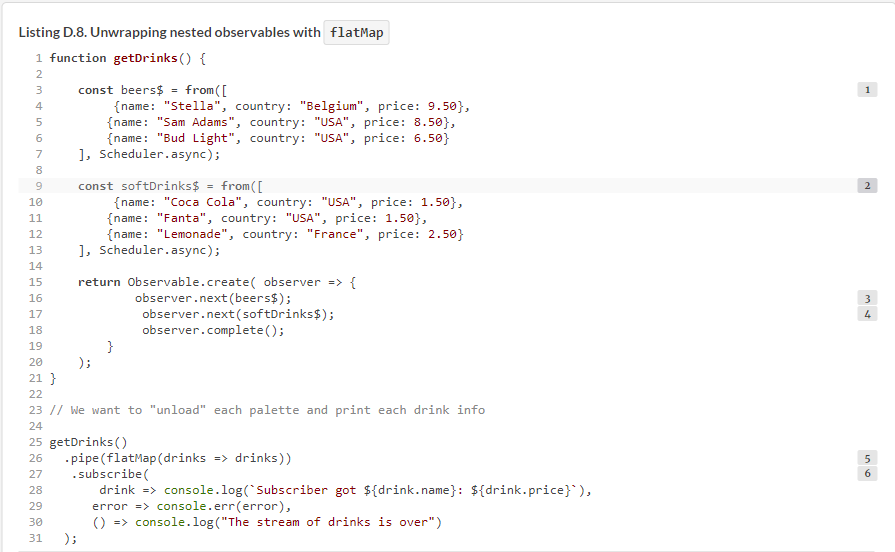 Listing D.8. Unwrapping nested observables with flatMap
1 function getDrinks() {
2
3 const beers$ = from([ 1
4 {name: "Stella", country: "Belgium", price: 9.50},
5 {name: "Sam Adams", country: "USA", price: 8.50},
6 {name: "Bud Light", country: "USA", price: 6.50}
7 ], Scheduler.async);
8
9 const softDrinks$ = from([ 2
10 {name: "Coca Cola", country: "USA", price: 1.50},
11 {name: "Fanta", country: "USA", price: 1.50},
12 {name: "Lemonade", country: "France", price: 2.50}
13 ], Scheduler.async);
14
15 return Observable.create( observer => {
16 observer.next(beers$); 3
17 observer.next(softDrinks$); 4
18 observer.complete();
19 }
20 );
21 }
22
23 // We want to "unload" each palette and print each drink info
24
25 getDrinks()
26 .pipe(flatMap(drinks => drinks)) 5
27 .subscribe( 6
28 drink => console.log(`Subscriber got ${drink.name}: ${drink.price}`),
29 error => console.err(error),
30 () => console.log("The stream of drinks is over")
31 );